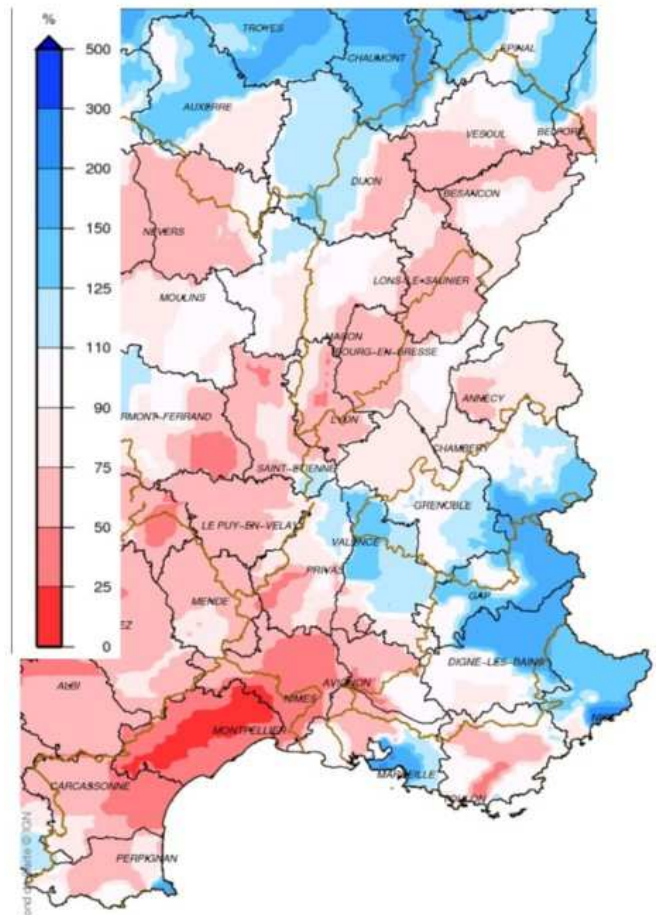 %
500
300
200
150
125
110
90
75
50
25
0
TROYES
CHAUMONT
EPINAL
AUXERRE
VESOUL
BELFORT
DIJON
BESANCON
NEVERS
LONS-LE-SAUNIER
MOULINS
MACON
BOURG-EN-BRESSE
ANNECY
RMONT-FERRAND
LYON
CHAMBERY
SAINT-ETIENNE
GRENOBLE
LE PUY-EN-VELAY
VALENCE
PRIVAS
MENDE
GAP
EZ
DIGNE-LES-BAINS
ALBI
AVIGNON
NIMES
MONTPELLIER
MARSEILLE
CARCASSONNE
TOULON
PERPIGNAN
© IGN